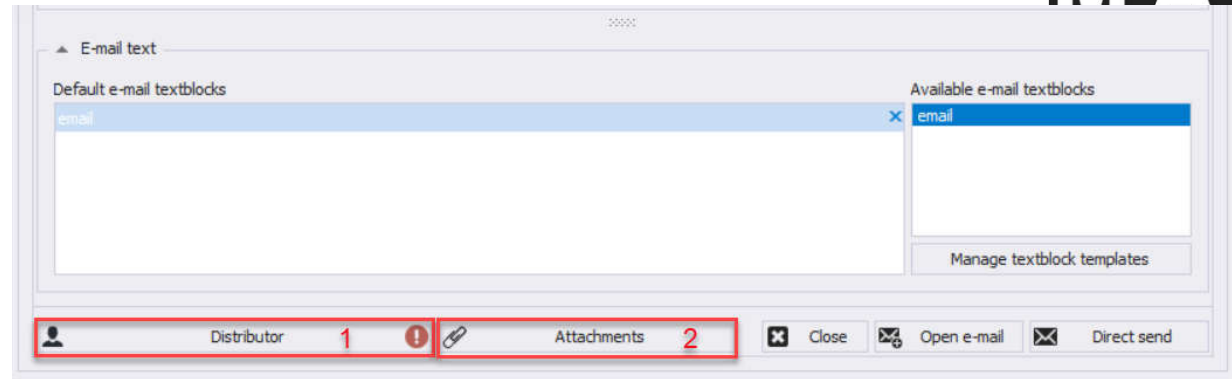 E-mail text
Default e-mail textblocks
Available e-mail textblocks
email
email
Manage textblock templates
Distributor 1 Attachments 2 Close Open e-mail Direct send